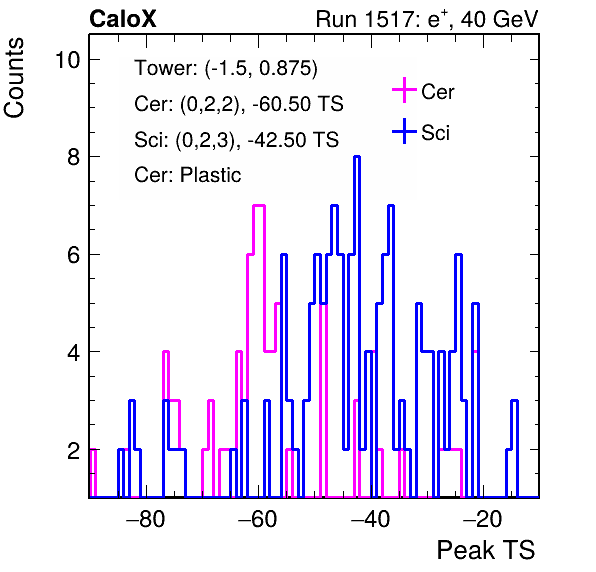 CaloX
Run 1517: e+, 40 GeV
Counts
Tower: (-1.5, 0.875)
Cer: (0,2,2), -60.50 TS
Sci: (0,2,3), -42.50 TS
Cer: Plastic
Cer
Sci
10
8
6
4
2
−80 −60 −40 −20
Peak TS